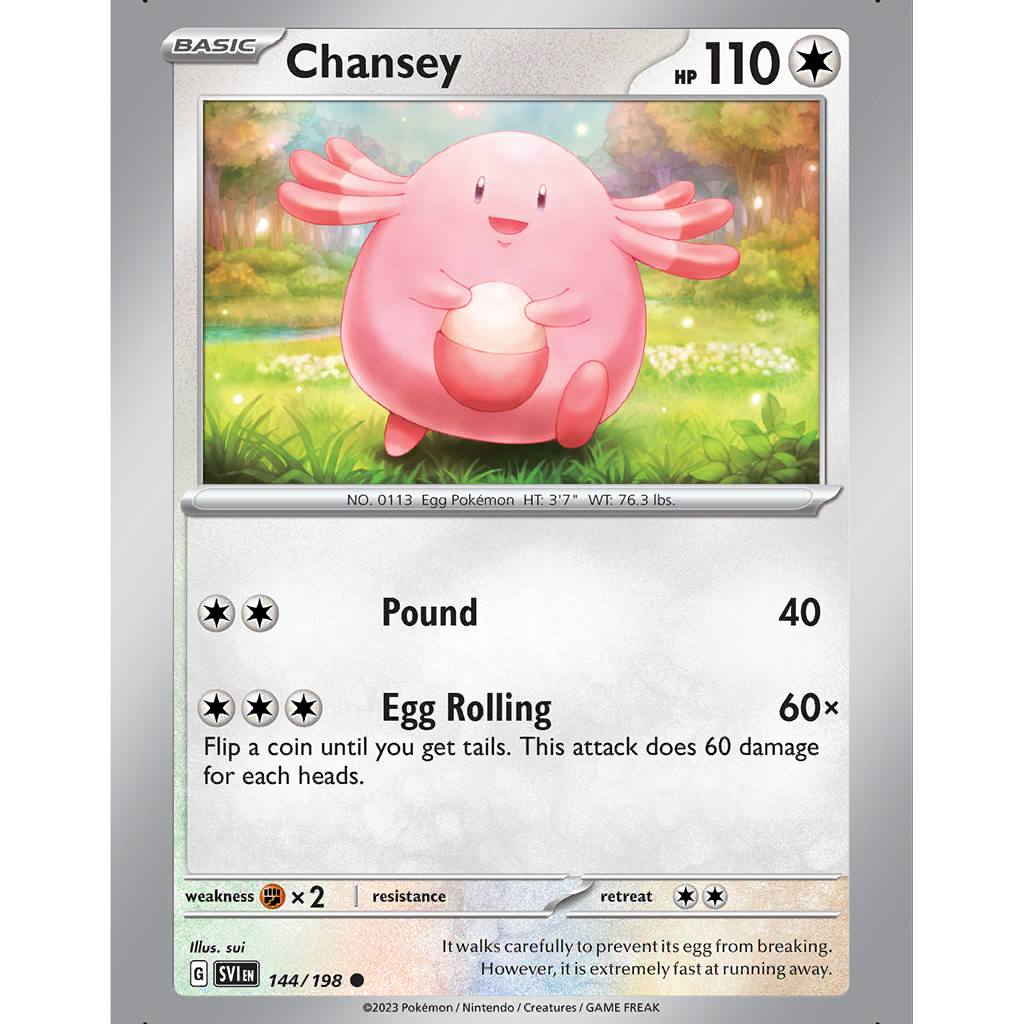 BASIC Chansey HP 110
NO. 0113 Egg Pokémon HT: 3'7" WT: 76.3 lbs.
Pound 40
Egg Rolling 60×
Flip a coin until you get tails. This attack does 60 damage
for each heads.
weakness ×2 resistance retreat
Illus. sui
It walks carefully to prevent its egg from breaking.
However, it is extremely fast at running away.
G SVI EN 144/198
©2023 Pokémon / Nintendo / Creatures / GAME FREAK